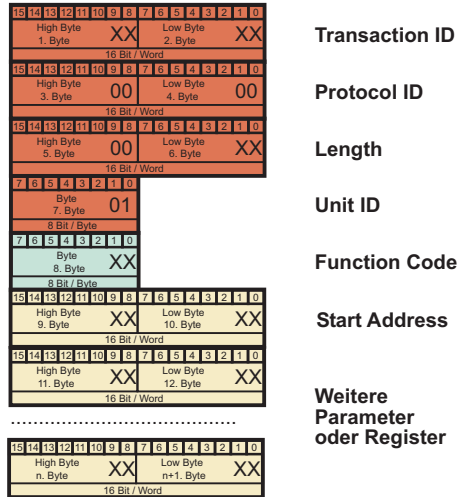 15 14 13 12 11 10 9 8 7 6 5 4 3 2 1 0
High Byte XX Low Byte XX
1. Byte 2. Byte
16 Bit / Word
Transaction ID
15 14 13 12 11 10 9 8 7 6 5 4 3 2 1 0
High Byte 00 Low Byte 00
3. Byte 4. Byte
16 Bit / Word
Protocol ID
15 14 13 12 11 10 9 8 7 6 5 4 3 2 1 0
High Byte 00 Low Byte XX
5. Byte 6. Byte
16 Bit / Word
Length
7 6 5 4 3 2 1 0
Byte 01
7. Byte
8 Bit / Byte
Unit ID
7 6 5 4 3 2 1 0
Byte XX
8. Byte
8 Bit / Byte
Function Code
15 14 13 12 11 10 9 8 7 6 5 4 3 2 1 0
High Byte XX Low Byte XX
9. Byte 10. Byte
16 Bit / Word
Start Address
15 14 13 12 11 10 9 8 7 6 5 4 3 2 1 0
High Byte XX Low Byte XX
11. Byte 12. Byte
16 Bit / Word
Weitere
Parameter
oder Register
.......................................
15 14 13 12 11 10 9 8 7 6 5 4 3 2 1 0
High Byte XX Low Byte XX
n. Byte n+1. Byte
16 Bit / Word